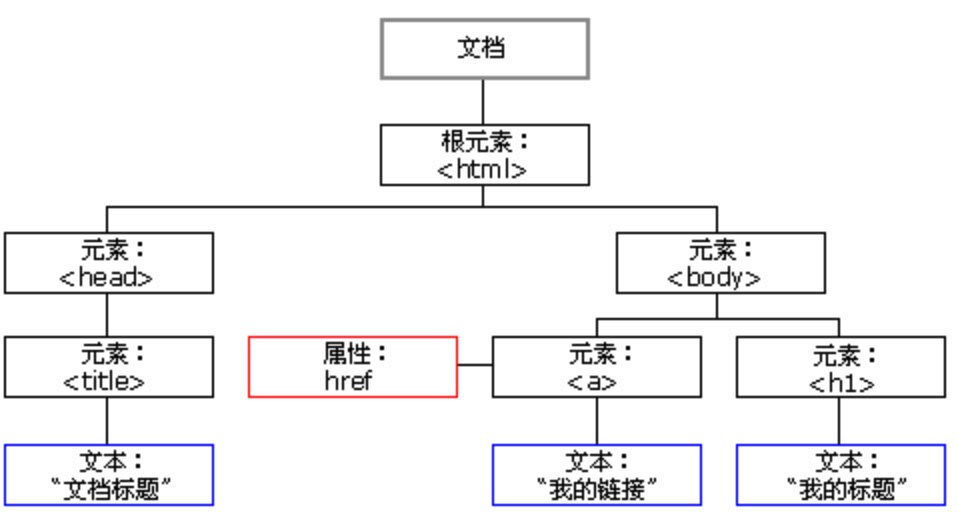 文档
根元素：
<html>
元素：
<head>
元素：
<body>
元素：
<title>
属性：
href
元素：
<a>
元素：
<h1>
文本：
“文档标题”
文本：
“我的链接”
文本：
“我的标题”